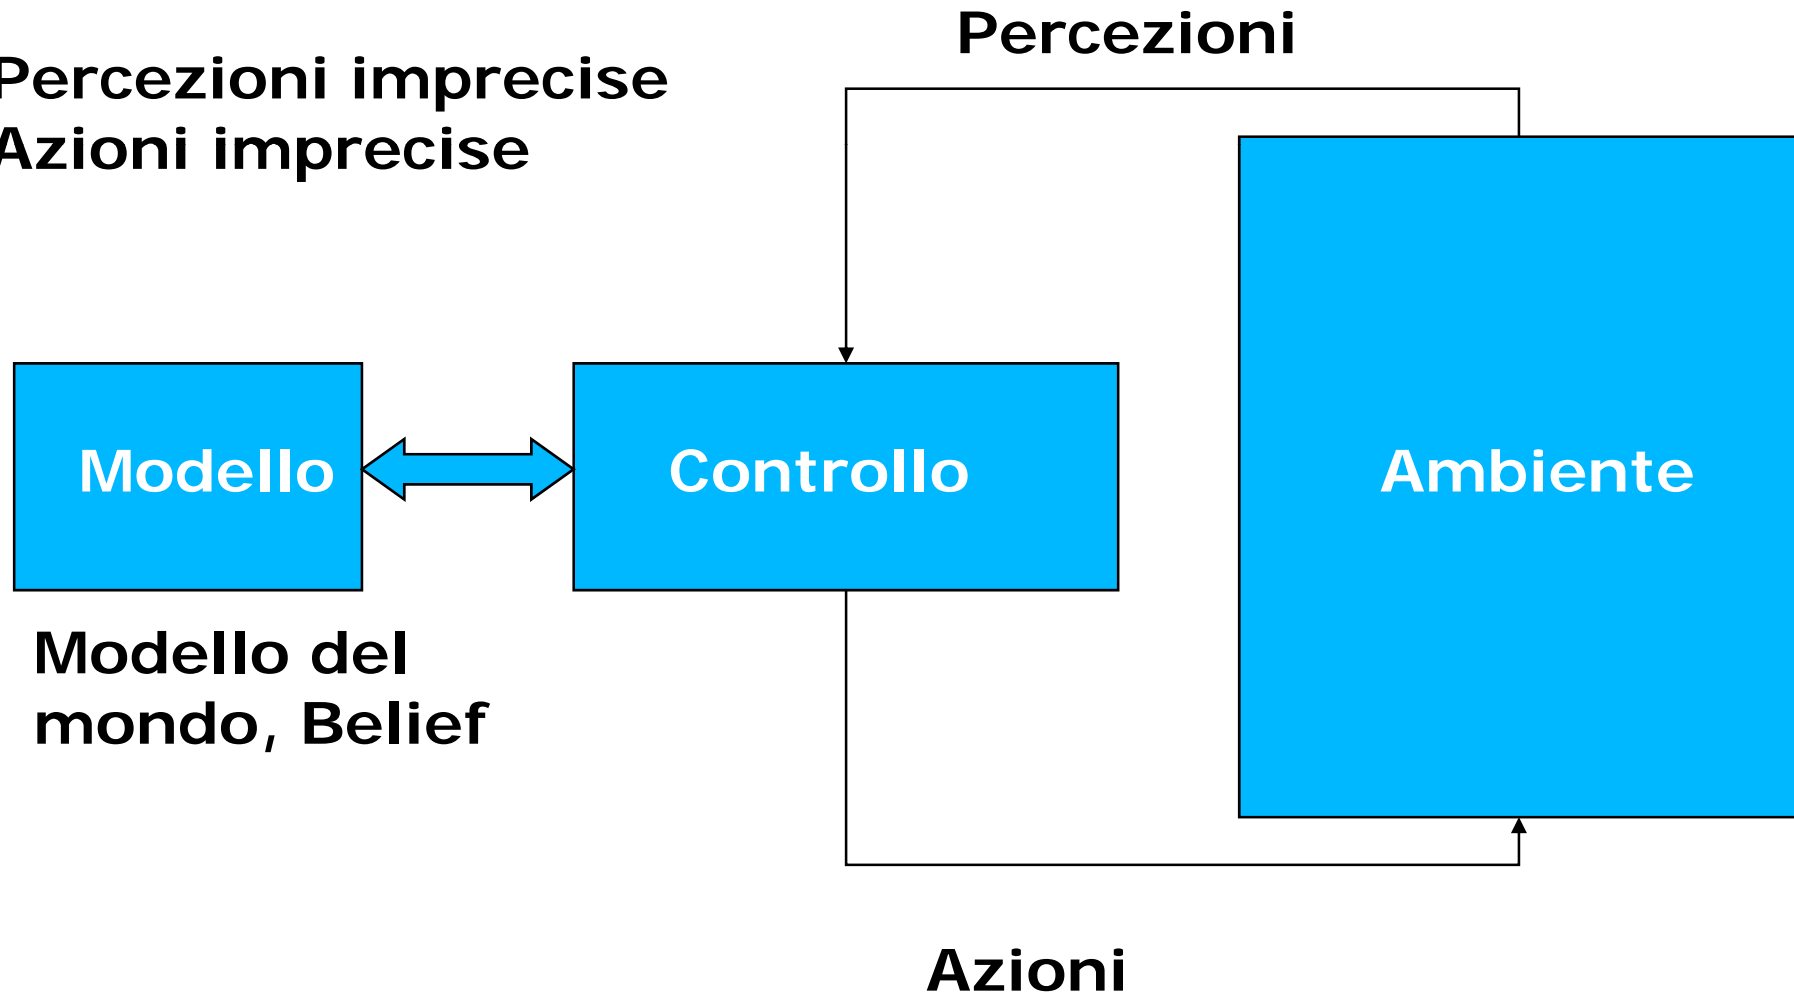 Percezioni
Percezioni imprecise
Azioni imprecise
Modello
Controllo
Ambiente
Modello del
mondo, Belief
Azioni